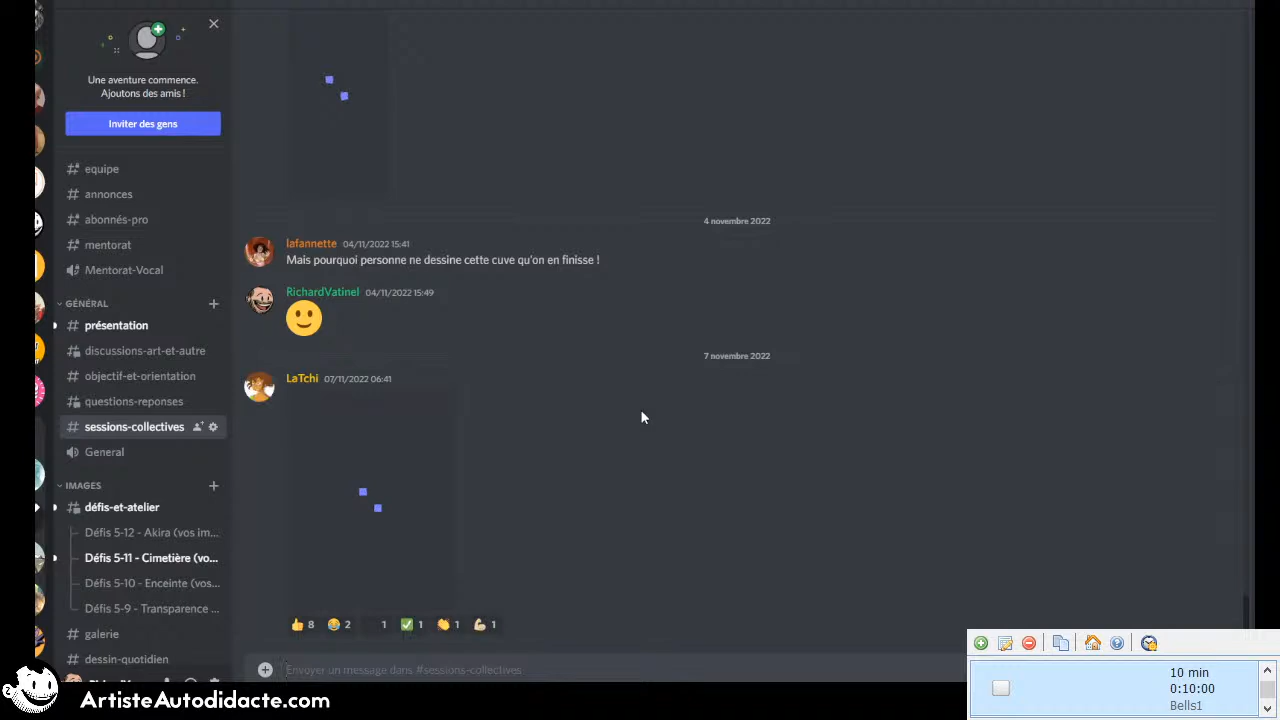 Une aventure commence.
Ajoutons des amis !
Inviter des gens
equipe
annonces
abonnés-pro
mentorat
Mentorat-Vocal
GÉNÉRAL
présentation
discussions-art-et-autre
objectif-et-orientation
questions-reponses
sessions-collectives
General
IMAGES
défis-et-atelier
Défis 5-12 - Akira (vos im...
Défis 5-11 - Cimetière (vo...
Défis 5-10 - Enceinte (vos...
Défis 5-9 - Transparence ...
galerie
dessin-quotidien
4 novembre 2022
lafannette 04/11/2022 15:41
Mais pourquoi personne ne dessine cette cuve qu'on en finisse !
RichardVatinel 04/11/2022 15:49
7 novembre 2022
LaTchi 07/11/2022 06:41
8 2 1 1 1 1
Envoyer un message dans #sessions-collectives
10 min
0:10:00
Bells1
ArtisteAutodidacte.com